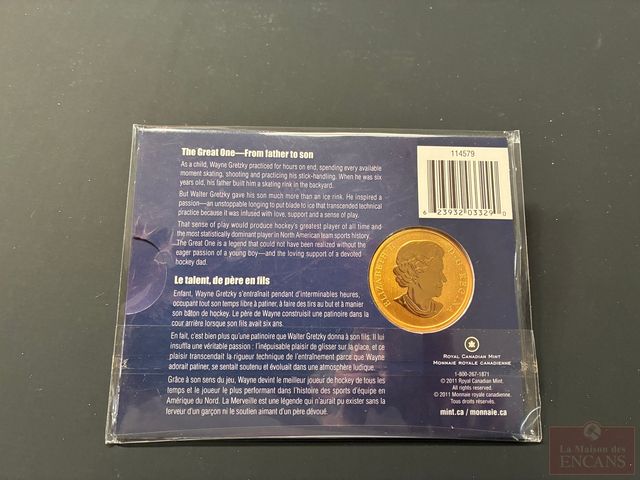 The Great One—From father to son
As a child, Wayne Gretzky practiced for hours on end, spending every available
moment skating, shooting and practicing his stick-handling. When he was six
years old, his father built him a skating rink in the backyard.
But Walter Gretzky gave his son much more than an ice rink. He inspired a
passion—an unstoppable longing to put blade to ice that transcended technical
practice because it was infused with love, support and a sense of play.
That sense of play would produce hockey's greatest player of all time and
the most statistically dominant player in North American team sports history.
The Great One is a legend that could not have been realized without the
eager passion of a young boy—and the loving support of a devoted
hockey dad.
Le talent, de père en fils
Enfant, Wayne Gretzky s'entraînait pendant d'interminables heures,
occupant tout son temps libre à patiner, à faire des tirs au but et à manier
son bâton de hockey. Le père de Wayne construisit une patinoire dans la
cour arrière lorsque son fils avait six ans.
En fait, c'est bien plus qu'une patinoire que Walter Gretzky donna à son fils. Il lui
insuffla une véritable passion : l'inépuisable plaisir de glisser sur la glace, et ce
plaisir transcendait la rigueur technique de l'entraînement parce que Wayne
adorait patiner, se sentait soutenu et évoluait dans une atmosphère ludique.
Grâce à son sens du jeu, Wayne devint le meilleur joueur de hockey de tous les
temps et le joueur le plus performant dans l'histoire des sports d'équipe en
Amérique du Nord. La Merveille est une légende qui n'aurait pu exister sans la
ferveur d'un garçon ni le soutien aimant d'un père dévoué.
114579
6 23932 03329 0
ELIZABETH II
D·G·REGINA
ROYAL CANADIAN MINT
MONNAIE ROYALE CANADIENNE
1-800-267-1871
© 2011 Royal Canadian Mint.
All rights reserved.
© 2011 Monnaie royale canadienne.
Tous droits réservés.
mint.ca / monnaie.ca
La Maison des
ENCANS